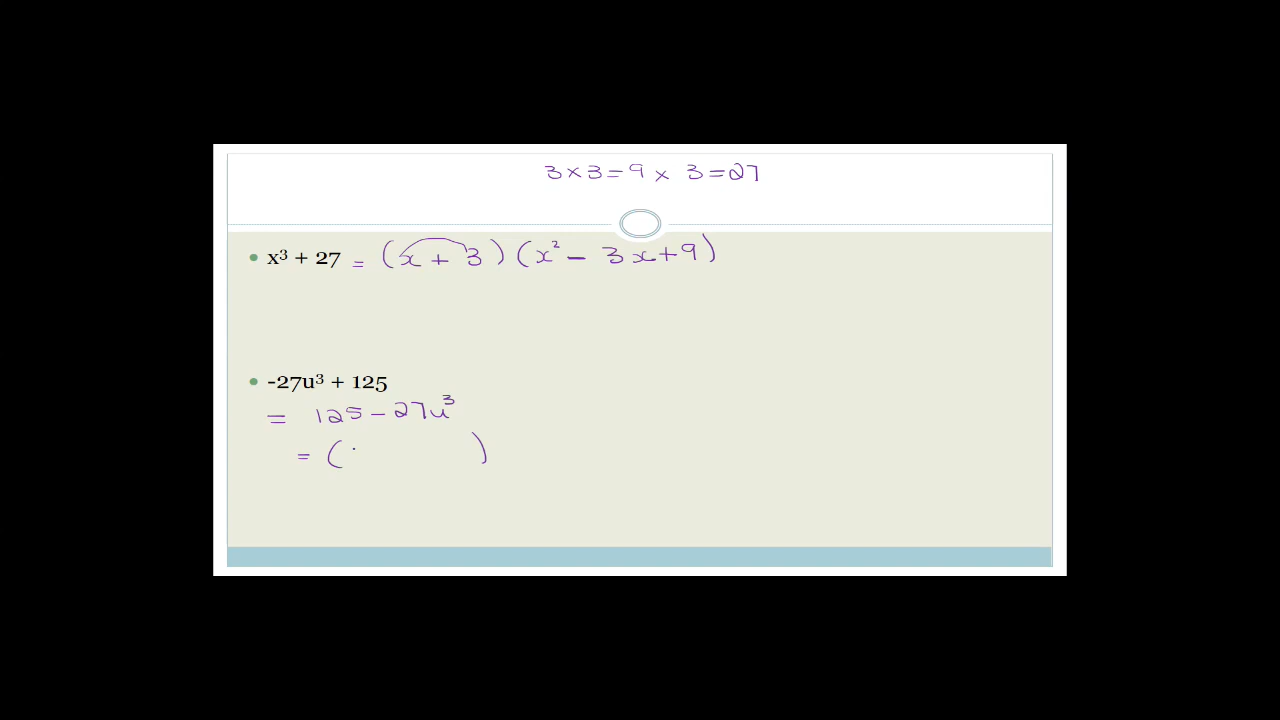 3 × 3 = 9 × 3 = 27
• x³ + 27 = (x + 3) (x² − 3x + 9)
• -27u³ + 125
= 125 − 27u³
= ( )